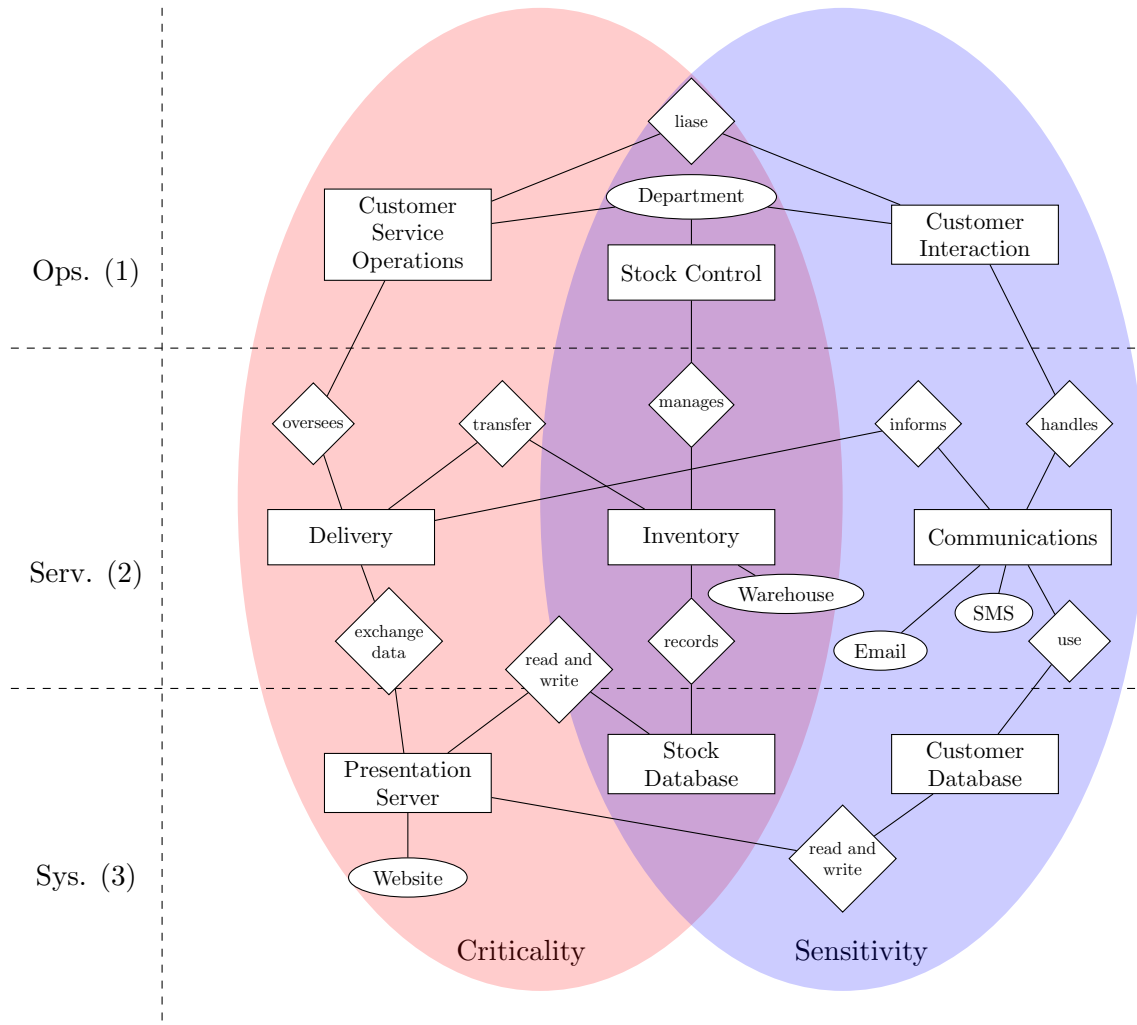 liase
Department
Customer
Service
Operations
Customer
Interaction
Ops. (1)
Stock Control
oversees
transfer
manages
informs
handles
Delivery
Inventory
Communications
Serv. (2)
Warehouse
SMS
Email
exchange
data
read and
write
records
use
Presentation
Server
Stock
Database
Customer
Database
read and
write
Sys. (3)
Website
Criticality
Sensitivity